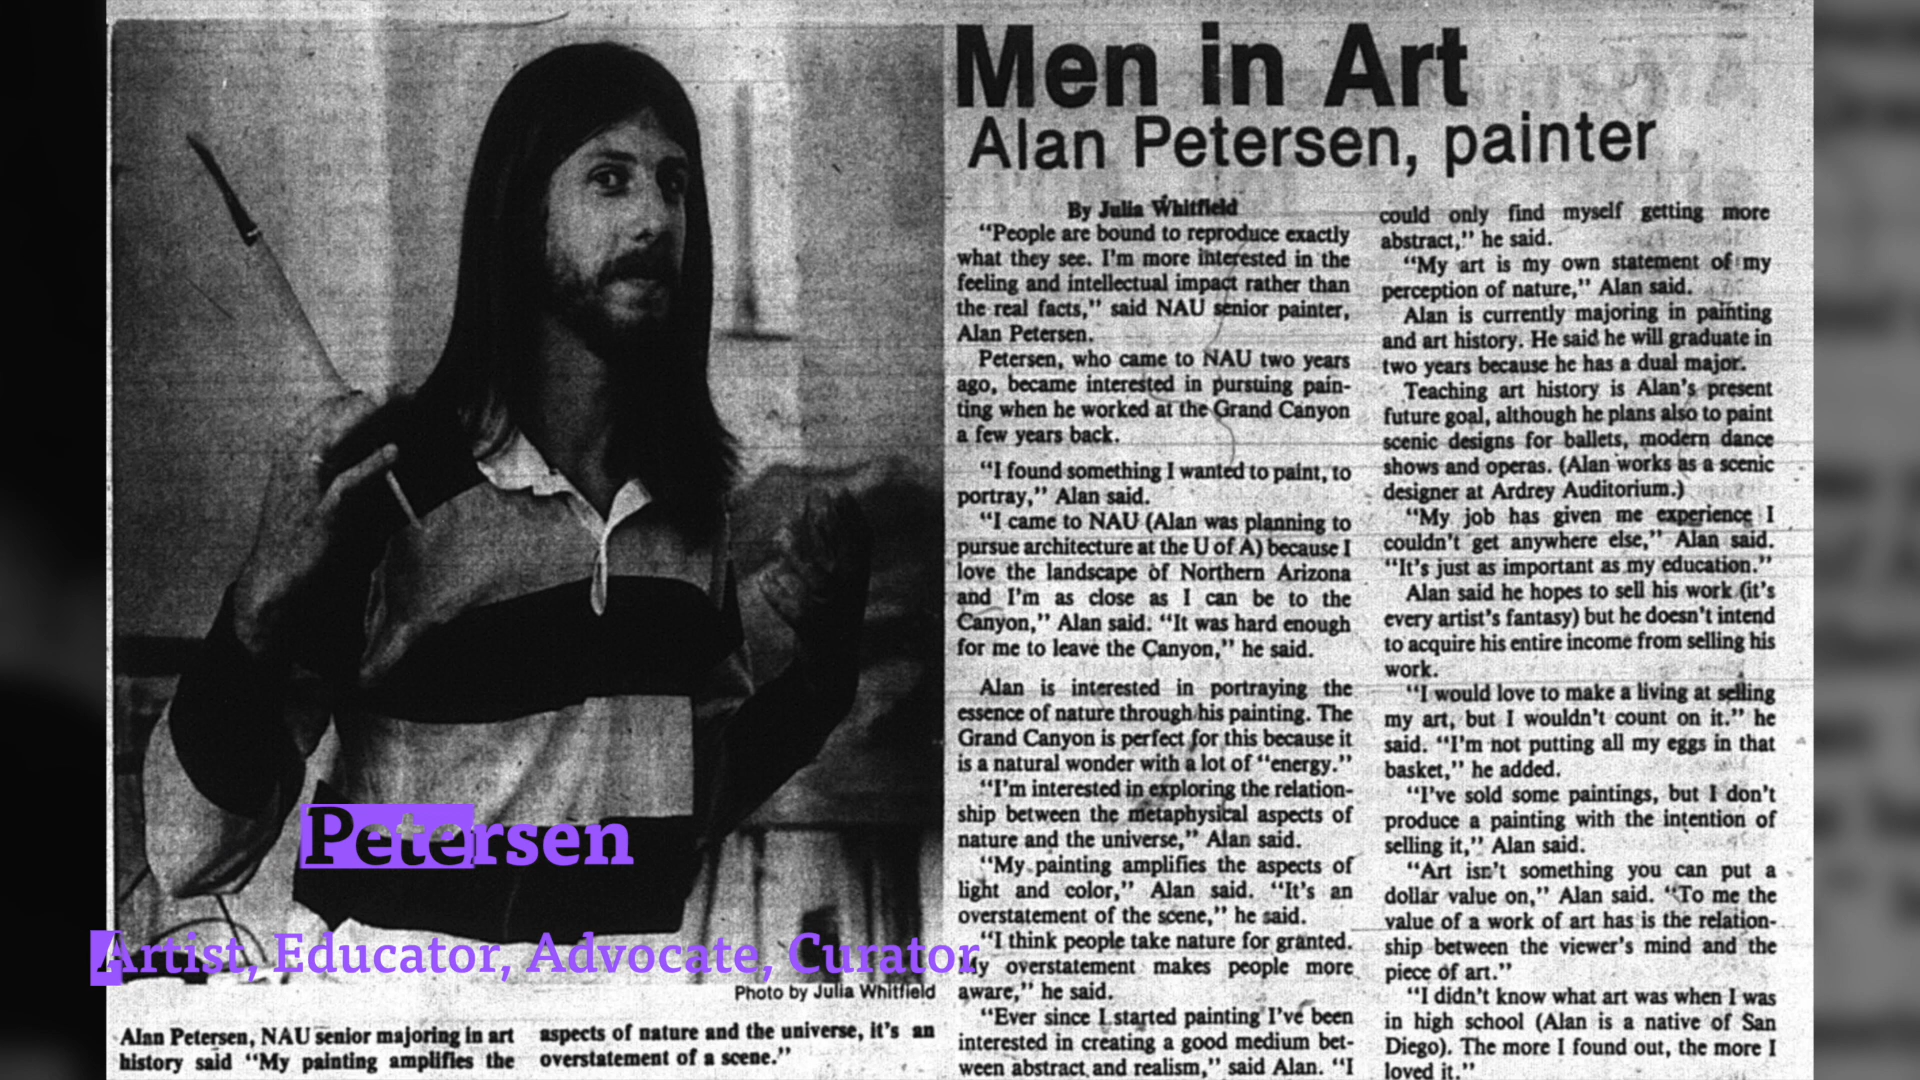 Men in Art
Alan Petersen, painter
By Julia Whitfield
“People are bound to reproduce exactly
what they see. I'm more interested in the
feeling and intellectual impact rather than
the real facts,” said NAU senior painter,
Alan Petersen.
Petersen, who came to NAU two years
ago, became interested in pursuing pain-
ting when he worked at the Grand Canyon
a few years back.
“I found something I wanted to paint, to
portray,” Alan said.
“I came to NAU (Alan was planning to
pursue architecture at the U of A) because I
love the landscape of Northern Arizona
and I'm as close as I can be to the
Canyon,” Alan said. “It was hard enough
for me to leave the Canyon,” he said.
Alan is interested in portraying the
essence of nature through his painting. The
Grand Canyon is perfect for this because it
is a natural wonder with a lot of “energy.”
“I'm interested in exploring the relation-
ship between the metaphysical aspects of
nature and the universe,” Alan said.
“My painting amplifies the aspects of
light and color,” Alan said. “It's an
overstatement of the scene,” he said.
“I think people take nature for granted.
My overstatement makes people more
aware,” he said.
“Ever since I started painting I've been
interested in creating a good medium bet-
ween abstract and realism,” said Alan. “I
could only find myself getting more
abstract,” he said.
“My art is my own statement of my
perception of nature,” Alan said.
Alan is currently majoring in painting
and art history. He said he will graduate in
two years because he has a dual major.
Teaching art history is Alan's present
future goal, although he plans also to paint
scenic designs for ballets, modern dance
shows and operas. (Alan works as a scenic
designer at Ardrey Auditorium.)
“My job has given me experience I
couldn't get anywhere else,” Alan said.
“It's just as important as my education.”
Alan said he hopes to sell his work (it's
every artist's fantasy) but he doesn't intend
to acquire his entire income from selling his
work.
“I would love to make a living at selling
my art, but I wouldn't count on it.” he
said. “I'm not putting all my eggs in that
basket,” he added.
“I've sold some paintings, but I don't
produce a painting with the intention of
selling it,” Alan said.
“Art isn't something you can put a
dollar value on,” Alan said. “To me the
value of a work of art has is the relation-
ship between the viewer's mind and the
piece of art.”
“I didn't know what art was when I was
in high school (Alan is a native of San
Diego). The more I found out, the more I
loved it.”
Petersen
Artist, Educator, Advocate, Curator
Photo by Julia Whitfield
Alan Petersen, NAU senior majoring in art
history said “My painting amplifies the
aspects of nature and the universe, it's an
overstatement of a scene.”